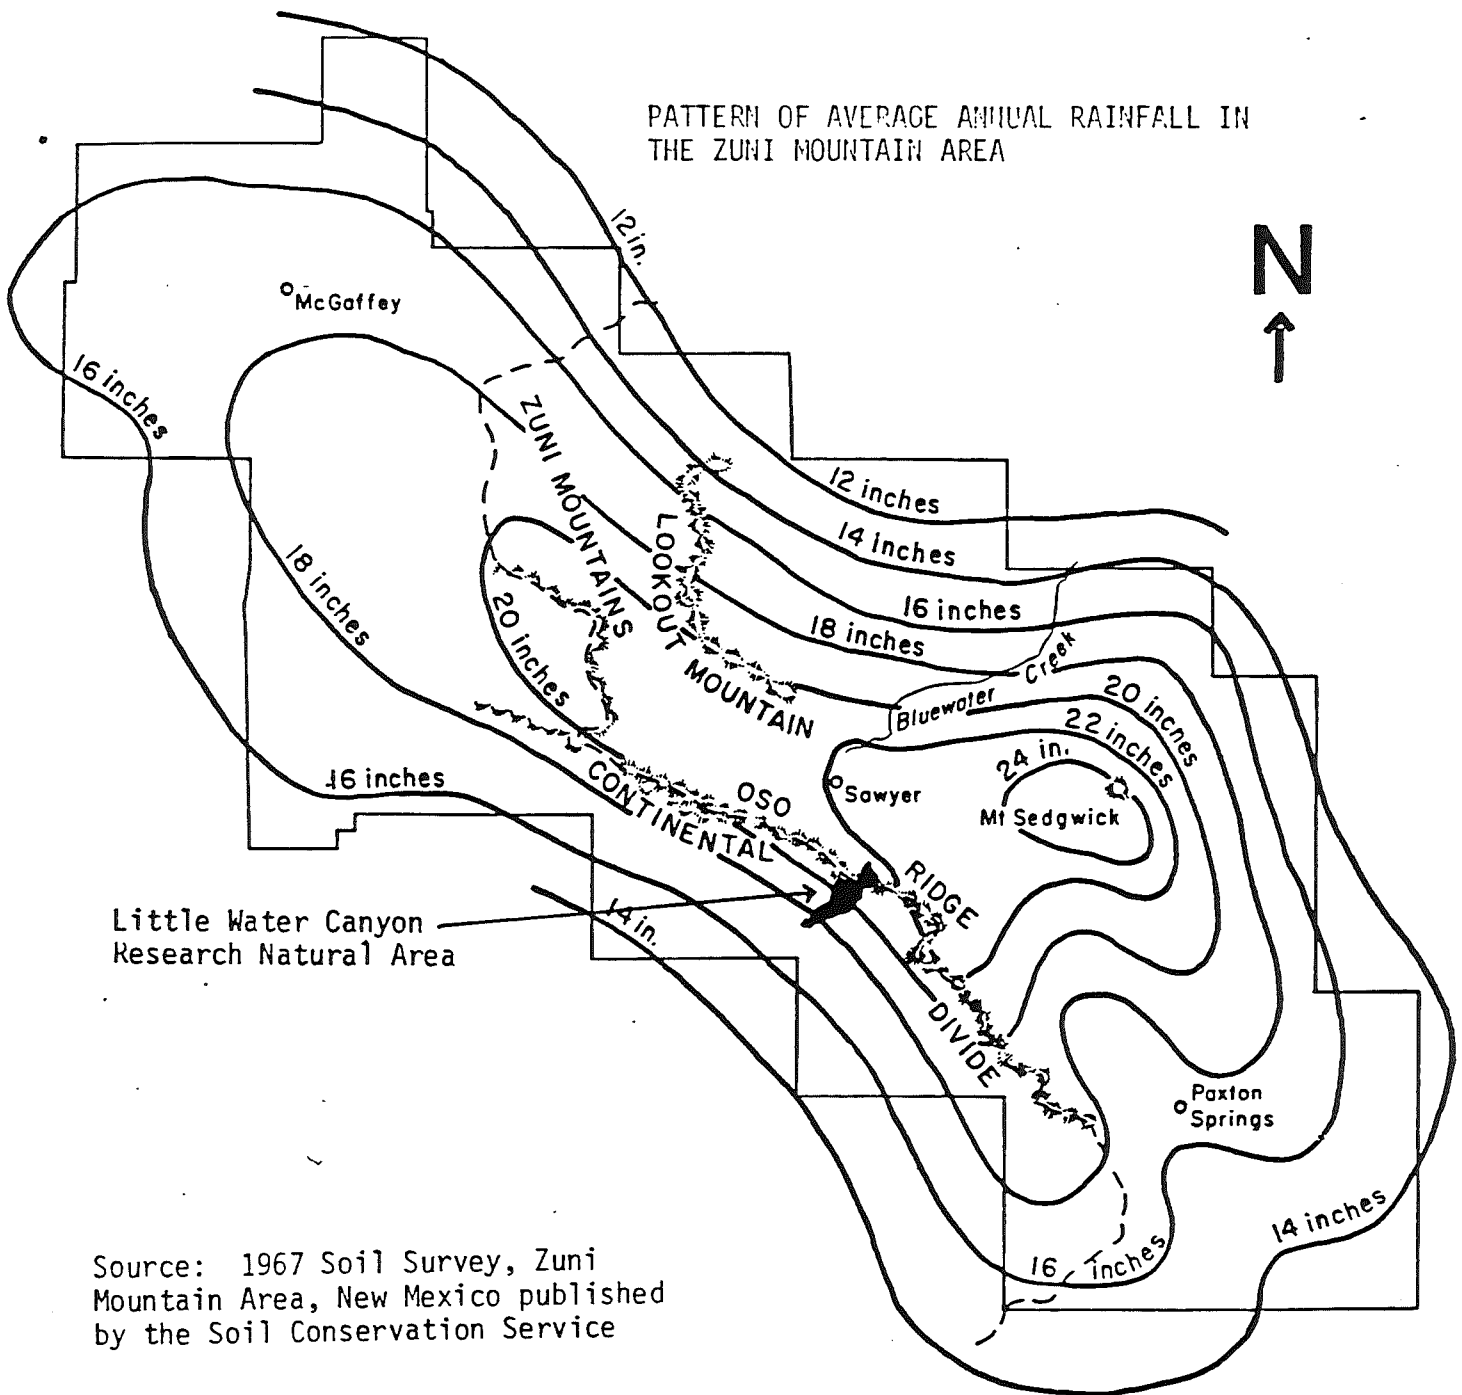 PATTERN OF AVERAGE ANNUAL RAINFALL IN
THE ZUNI MOUNTAIN AREA
N
12 in.
McGaffey
16 inches
ZUNI MOUNTAINS
LOOKOUT MOUNTAIN
12 inches
14 inches
16 inches
18 inches
18 inches
20 inches
Bluewater Creek
20 inches
22 inches
24 in.
Mt Sedgwick
Sawyer
16 inches
OSO RIDGE
CONTINENTAL DIVIDE
Little Water Canyon
Research Natural Area
14 in.
Paxton
Springs
14 inches
16 inches
Source: 1967 Soil Survey, Zuni
Mountain Area, New Mexico published
by the Soil Conservation Service